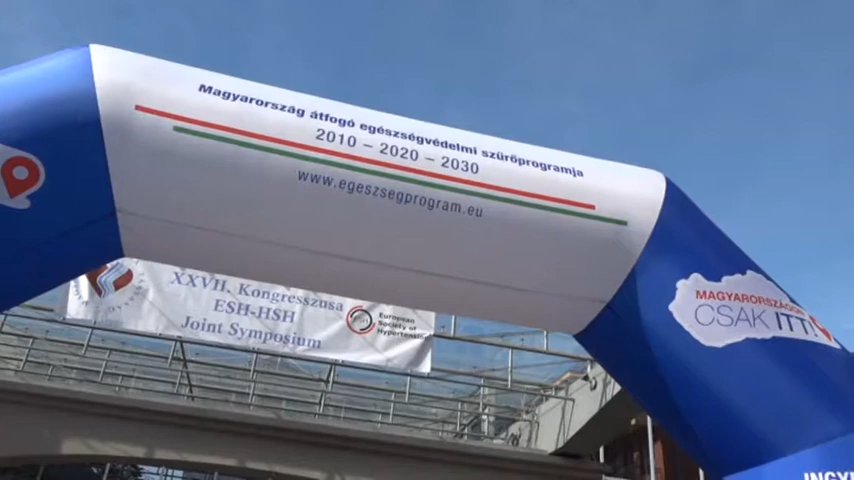 Magyarország átfogó egészségvédelmi szűrőprogramja
2010 – 2020 – 2030
www.egeszsegprogram.eu
MAGYARORSZÁGON
CSAK ITT!
XXVII. Kongresszusa
ESH-HSH
Joint Symposium
European
Society of
Hypertension